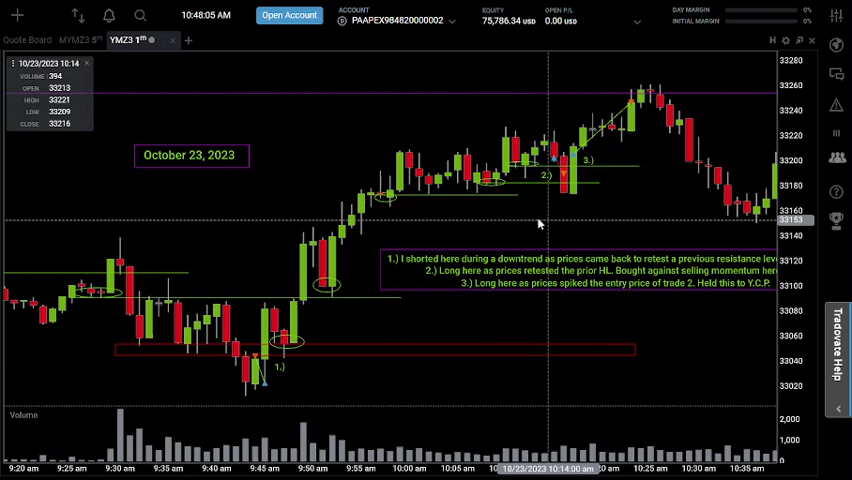 10:48:05 AM
Open Account
ACCOUNT
PAAPEX984820000002
EQUITY
75,786.34 USD
OPEN P/L
0.00 USD
DAY MARGIN
0%
INITIAL MARGIN
0%
Quote Board
MYMZ3 5m
YMZ3 1m
H
10/23/2023 10:14
VOLUME: 394
OPEN 33213
HIGH 33221
LOW 33209
CLOSE 33216
October 23, 2023
1.)
2.)
3.)
1.) I shorted here during a downtrend as prices came back to retest a previous resistance leve
2.) Long here as prices retested the prior HL. Bought against selling momentum here
3.) Long here as prices spiked the entry price of trade 2. Held this to Y.C.P.
33280
33260
33240
33220
33200
33180
33160
33153
33140
33120
33100
33080
33060
33040
33020
Volume
2,000
1,000
0
9:20 am
9:25 am
9:30 am
9:35 am
9:40 am
9:45 am
9:50 am
9:55 am
10:00 am
10:05 am
10/23/2023 10:14:00 am
20 am
10:25 am
10:30 am
10:35 am
Tradovate Help